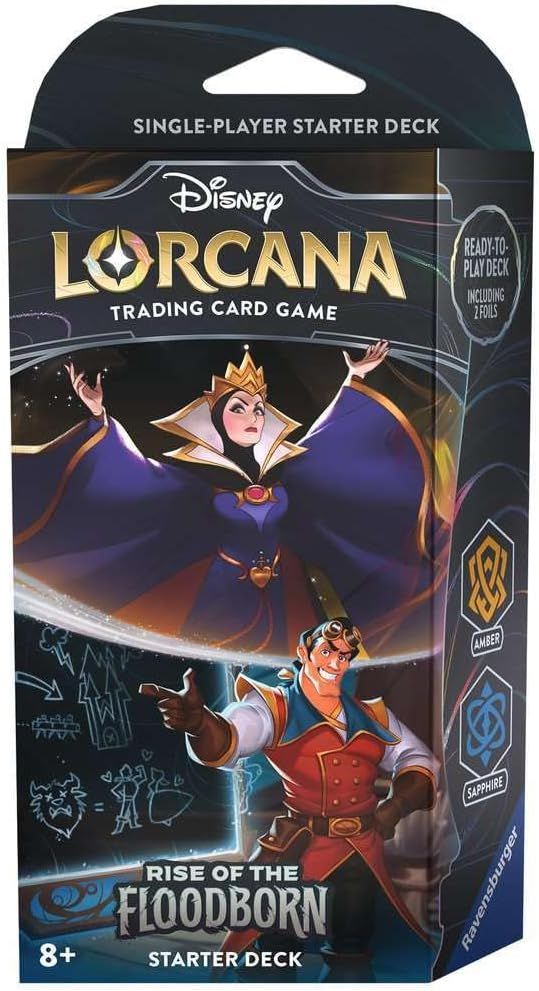 SINGLE-PLAYER STARTER DECK
Disney
LORCANA
TRADING CARD GAME
READY-TO-
PLAY DECK
INCLUDING
2 FOILS
AMBER
SAPPHIRE
Ravensburger
=
RISE OF THE
FLOODBORN
8+
STARTER DECK